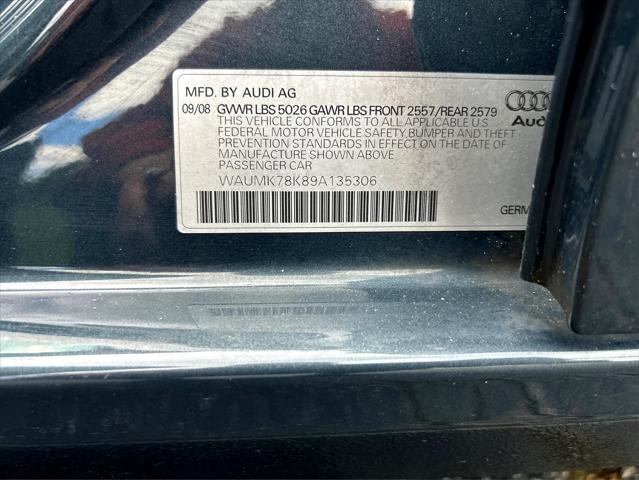 MFD. BY AUDI AG
09/08 GVWR LBS 5026 GAWR LBS FRONT 2557/REAR 2579
THIS VEHICLE CONFORMS TO ALL APPLICABLE U.S
FEDERAL MOTOR VEHICLE SAFETY,BUMPER AND THEFT
PREVENTION STANDARDS IN EFFECT ON THE DATE OF
MANUFACTURE SHOWN ABOVE
PASSENGER CAR
WAUMK78K89A135306
Aud
GERM